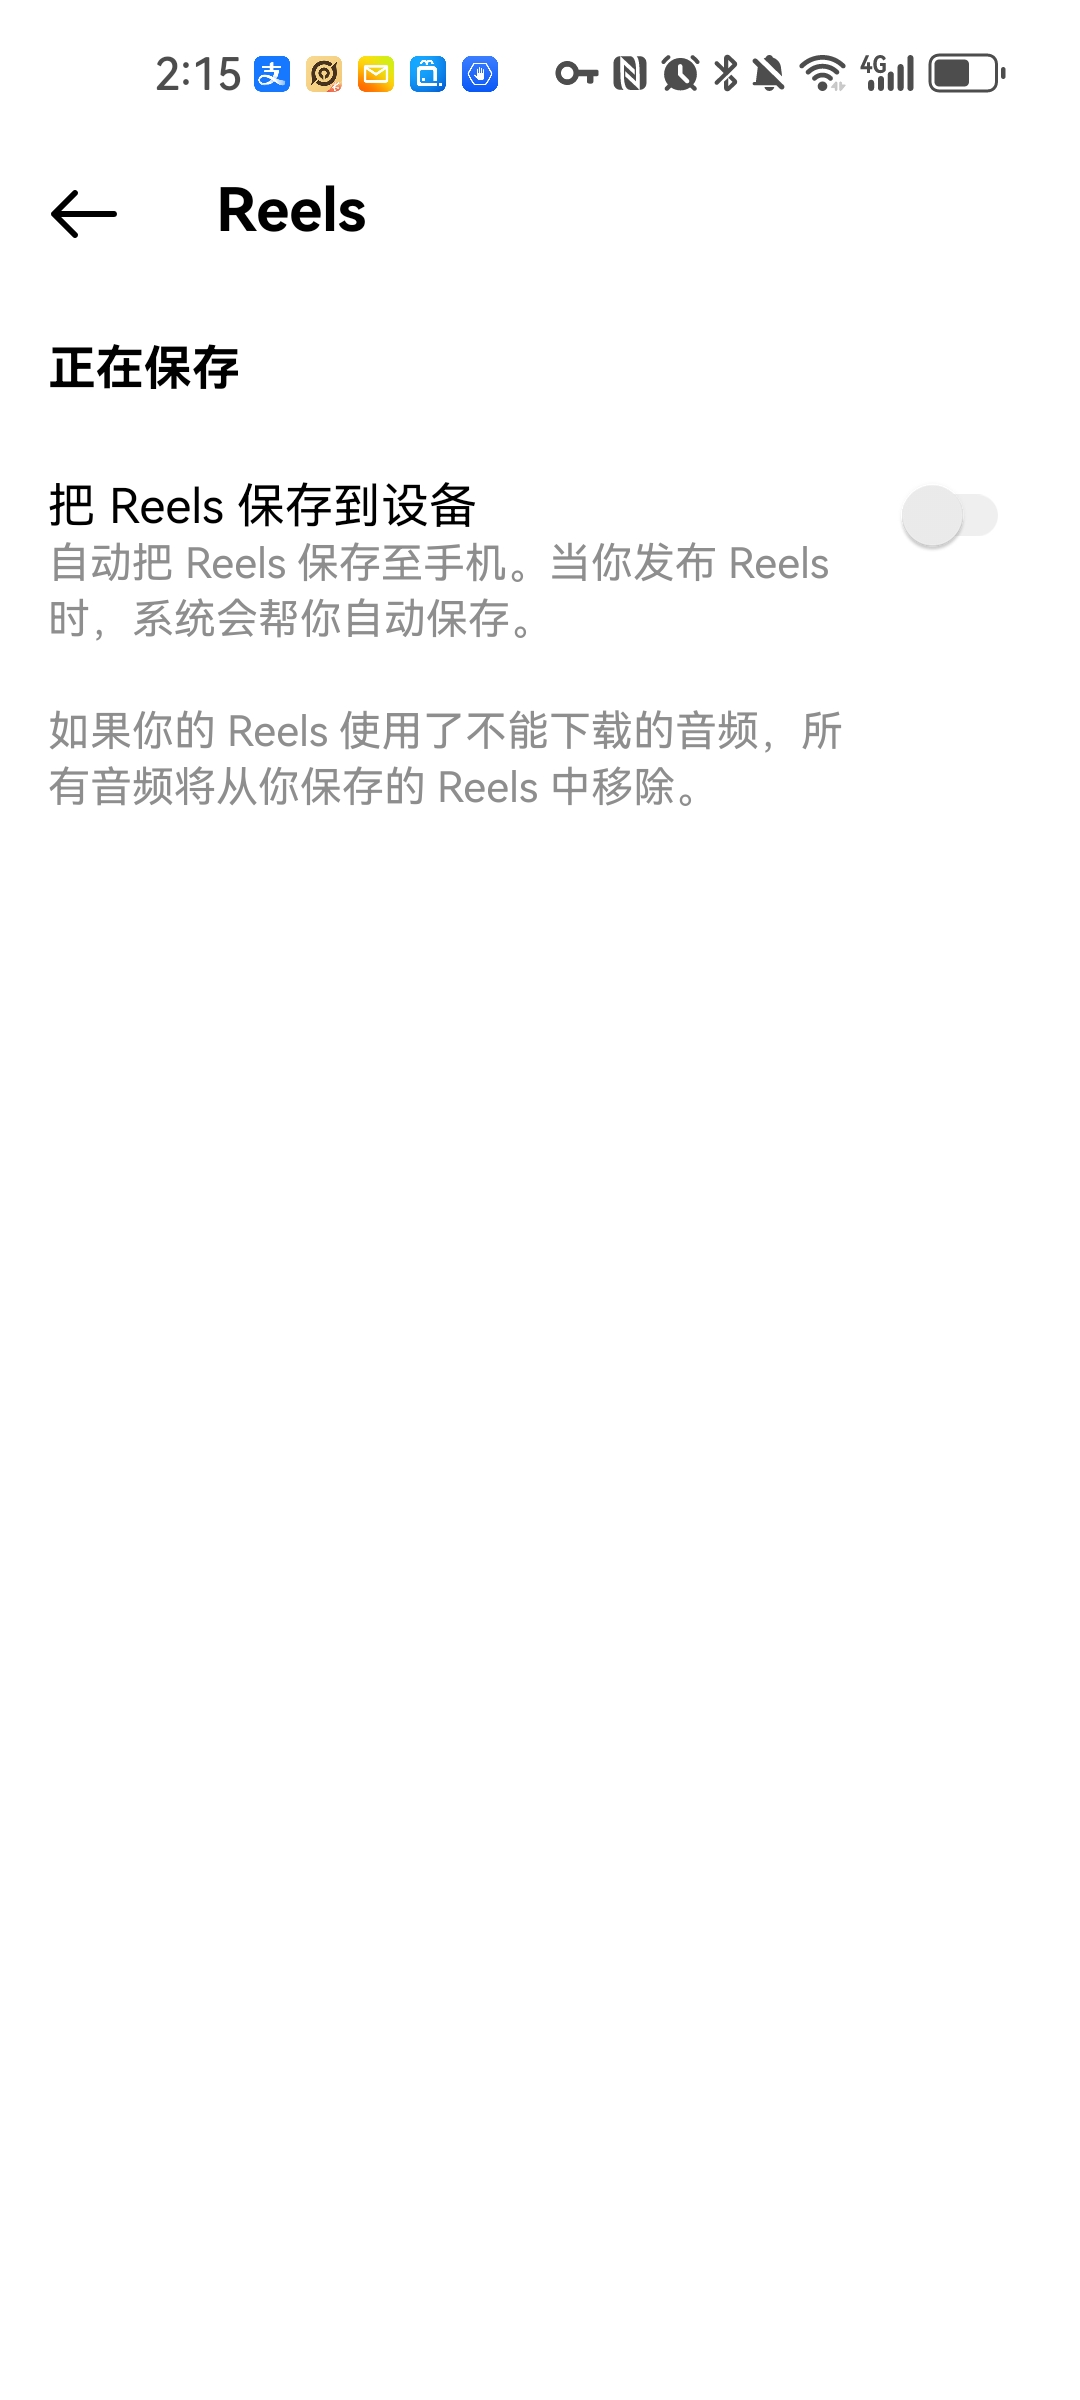 2:15 支 4G
Reels
正在保存
把 Reels 保存到设备
自动把 Reels 保存至手机。当你发布 Reels
时，系统会帮你自动保存。
如果你的 Reels 使用了不能下载的音频，所
有音频将从你保存的 Reels 中移除。